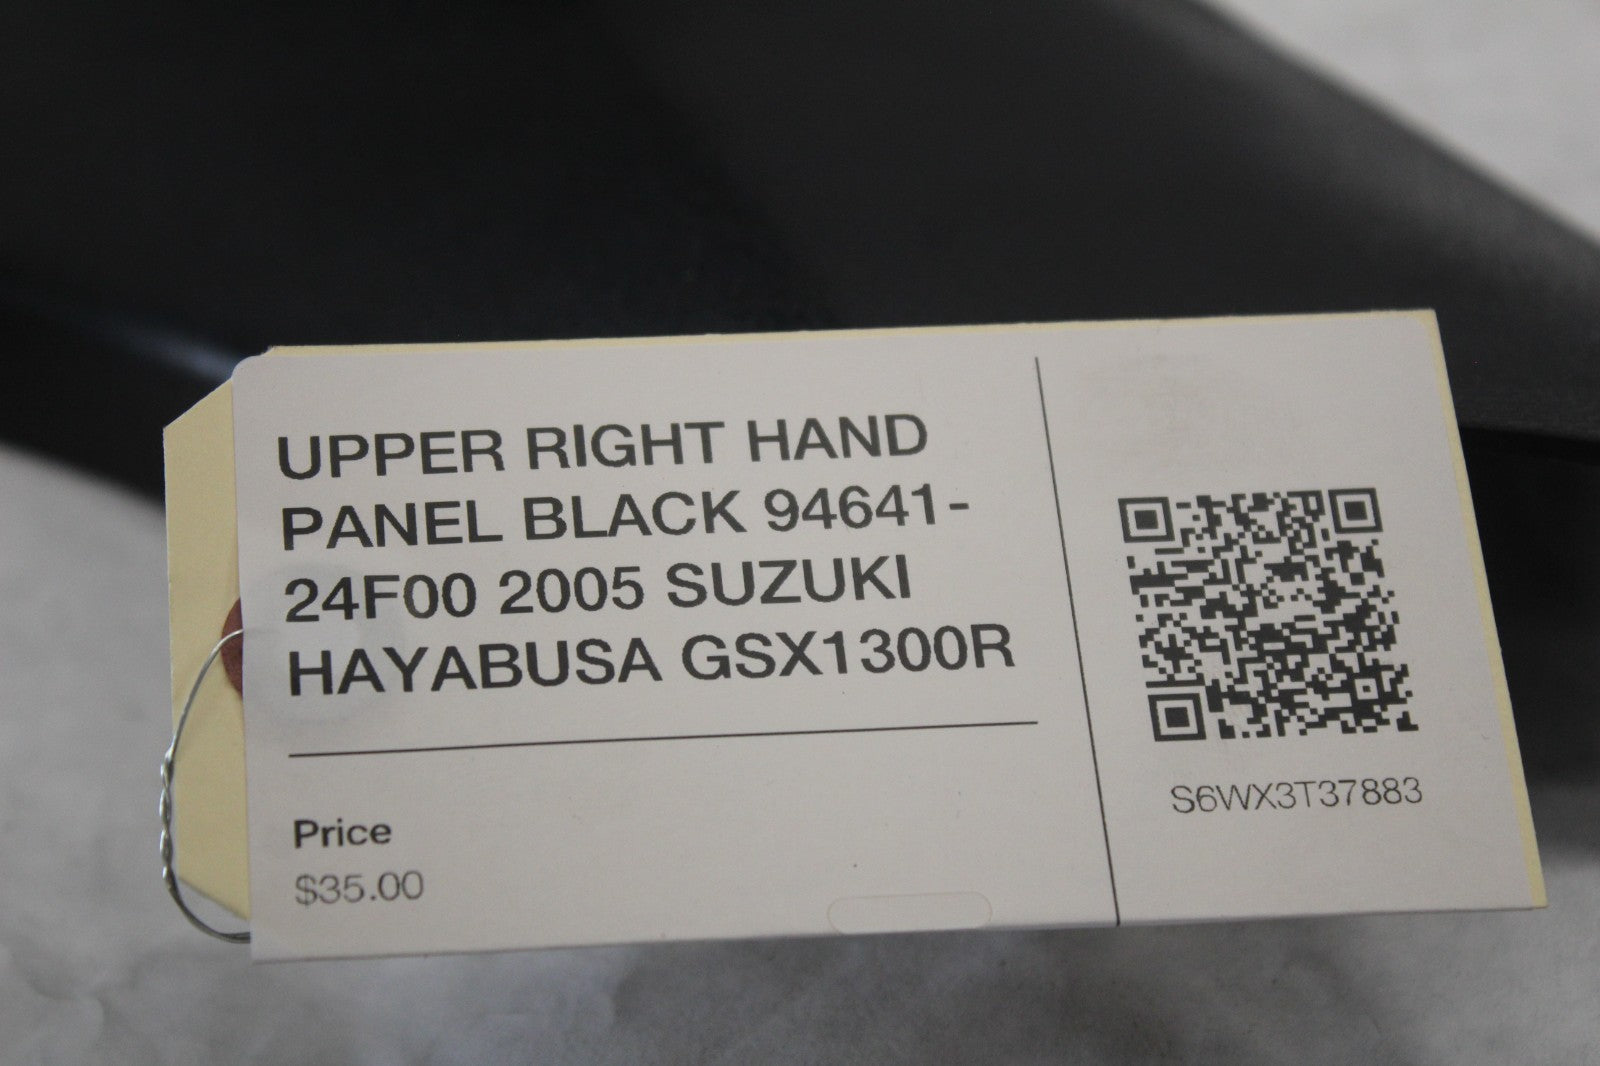 UPPER RIGHT HAND
PANEL BLACK 94641-
24F00 2005 SUZUKI
HAYABUSA GSX1300R
Price
$35.00
S6WX3T37883